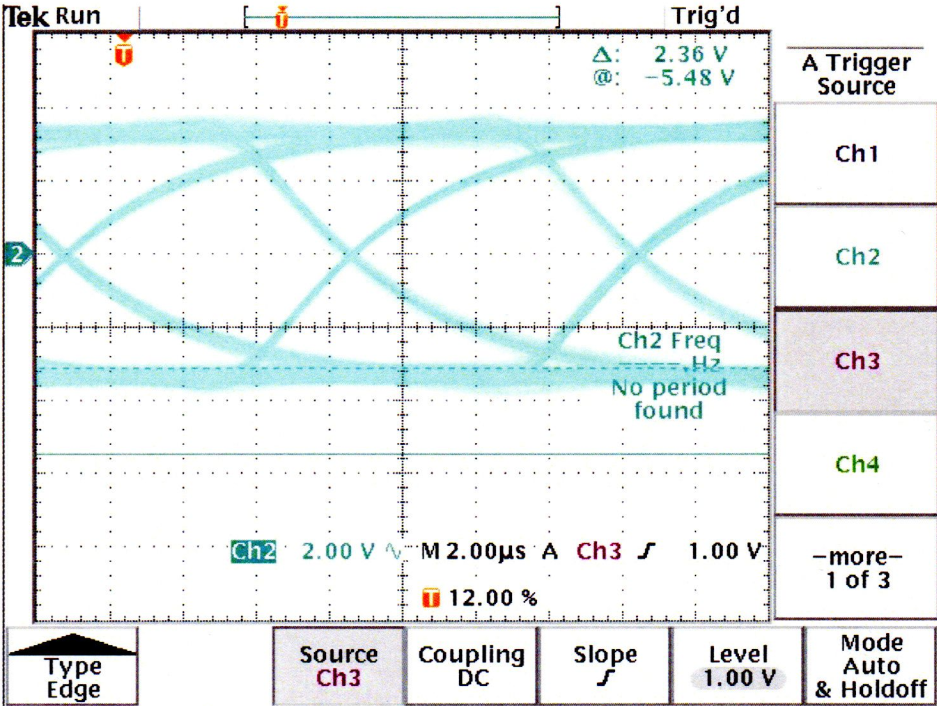 Tek Run
T
Trig'd
T
Δ: 2.36 V
@: −5.48 V
2
Ch2 Freq
–––––.Hz
No period
found
Ch2 2.00 V ∿ M 2.00µs A Ch3 ∫ 1.00 V
T 12.00 %
A Trigger
Source
Ch1
Ch2
Ch3
Ch4
–more–
1 of 3
Type
Edge
Source
Ch3
Coupling
DC
Slope
∫
Level
1.00 V
Mode
Auto
& Holdoff